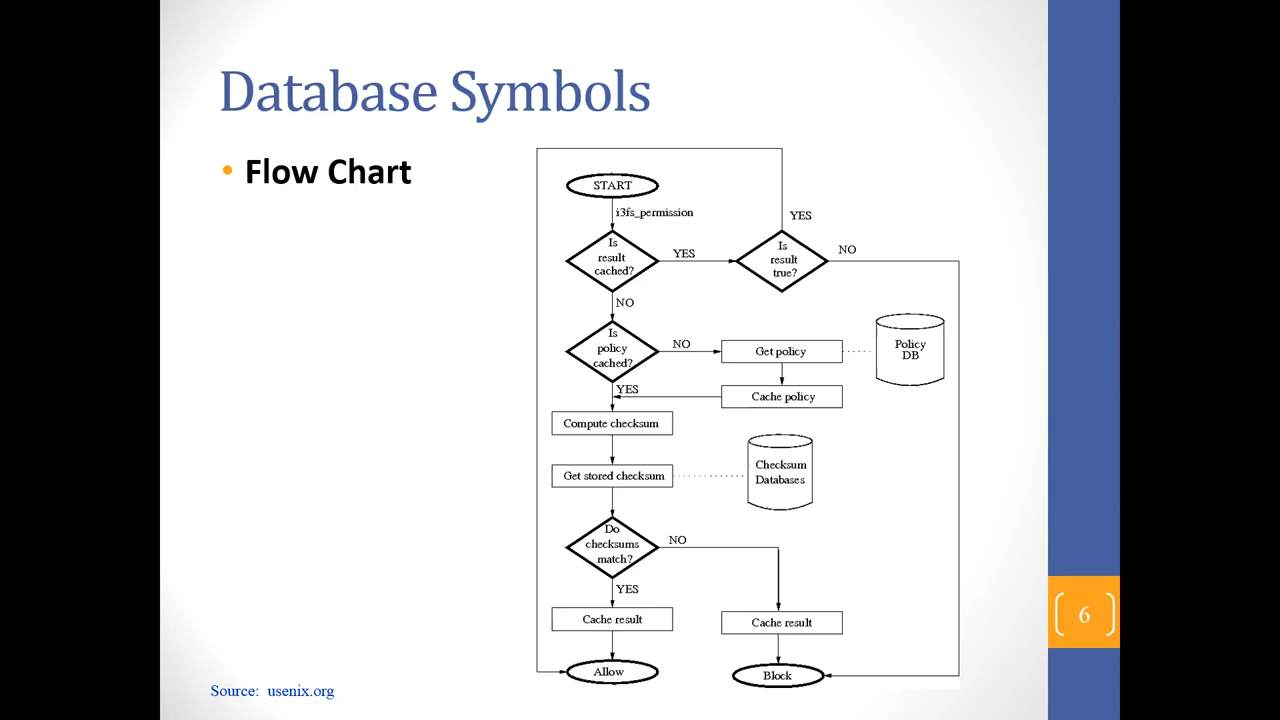 Database Symbols
• Flow Chart
START
i3fs_permission
YES
Is
result
cached?
YES
Is
result
true?
NO
NO
Is
policy
cached?
NO
Get policy
Policy
DB
YES
Cache policy
Compute checksum
Get stored checksum
Checksum
Databases
Do
checksums
match?
NO
YES
Cache result
Cache result
6
Allow
Block
Source: usenix.org